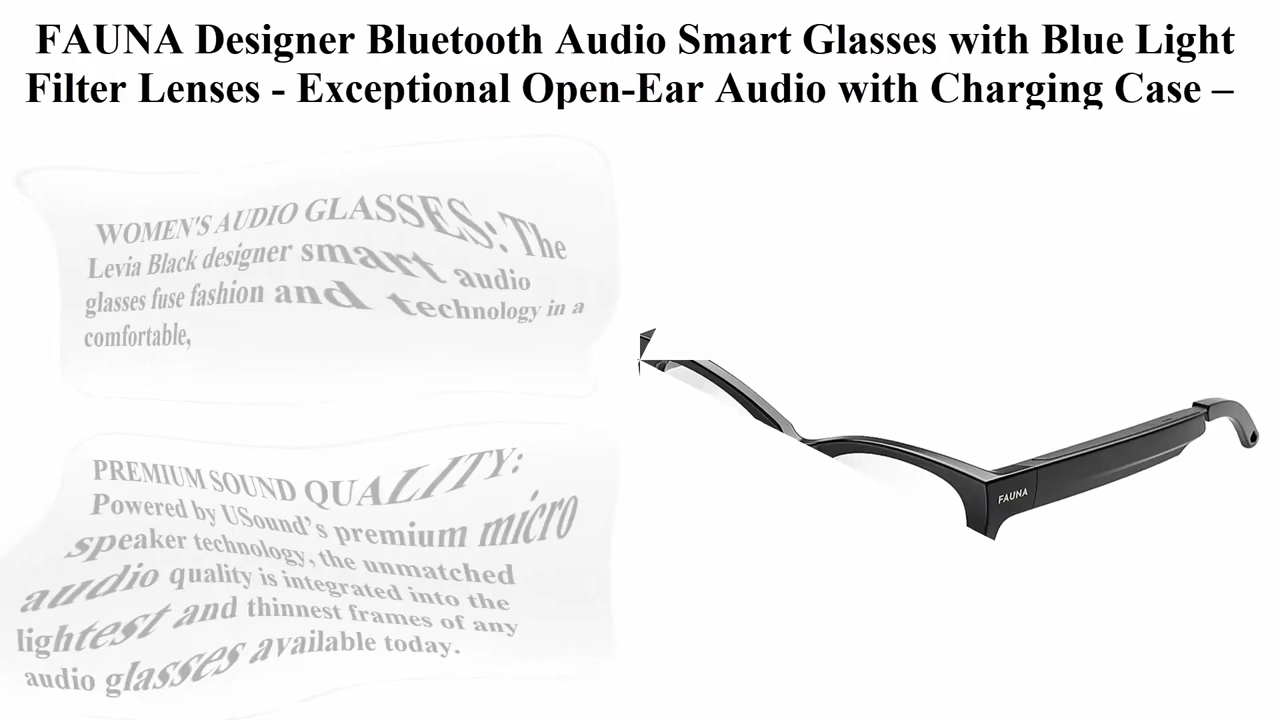 FAUNA Designer Bluetooth Audio Smart Glasses with Blue Light
Filter Lenses - Exceptional Open-Ear Audio with Charging Case –
WOMEN'S AUDIO GLASSES: The
Levia Black designer smart audio
glasses fuse fashion and technology in a
comfortable,
PREMIUM SOUND QUALITY:
Powered by USound’s premium micro
speaker technology, the unmatched
audio quality is integrated into the
lightest and thinnest frames of any
audio glasses available today.
FAUNA